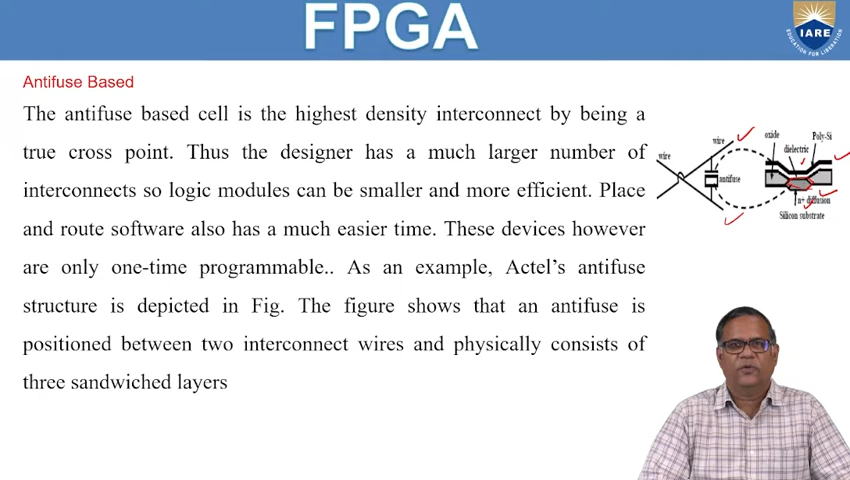 FPGA
IARE
EDUCATION FOR LIBERATION
Antifuse Based
The antifuse based cell is the highest density interconnect by being a
true cross point. Thus the designer has a much larger number of
interconnects so logic modules can be smaller and more efficient. Place
and route software also has a much easier time. These devices however
are only one-time programmable.. As an example, Actel’s antifuse
structure is depicted in Fig. The figure shows that an antifuse is
positioned between two interconnect wires and physically consists of
three sandwiched layers
wire
wire
antifuse
oxide
dielectric
Poly-Si
n+ diffusion
Silicon substrate